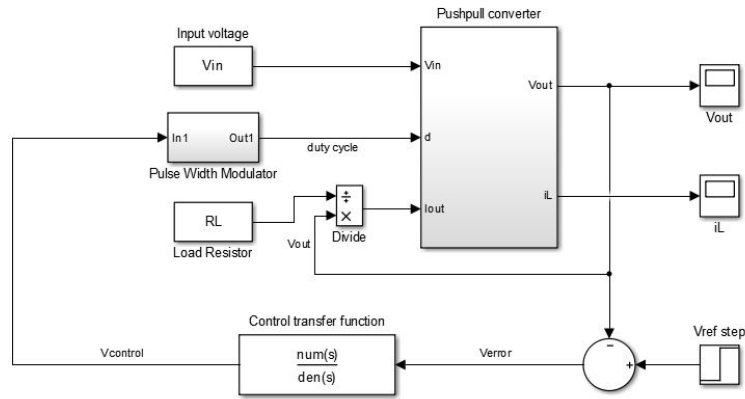 Pushpull converter
Input voltage
Vin
Vin
Vout
Vout
In1
Out1
duty cycle
d
Pulse Width Modulator
÷
×
RL
Iout
iL
iL
Load Resistor
Vout
Divide
Control transfer function
Vref step
Vcontrol
num(s)
den(s)
Verror
−
+